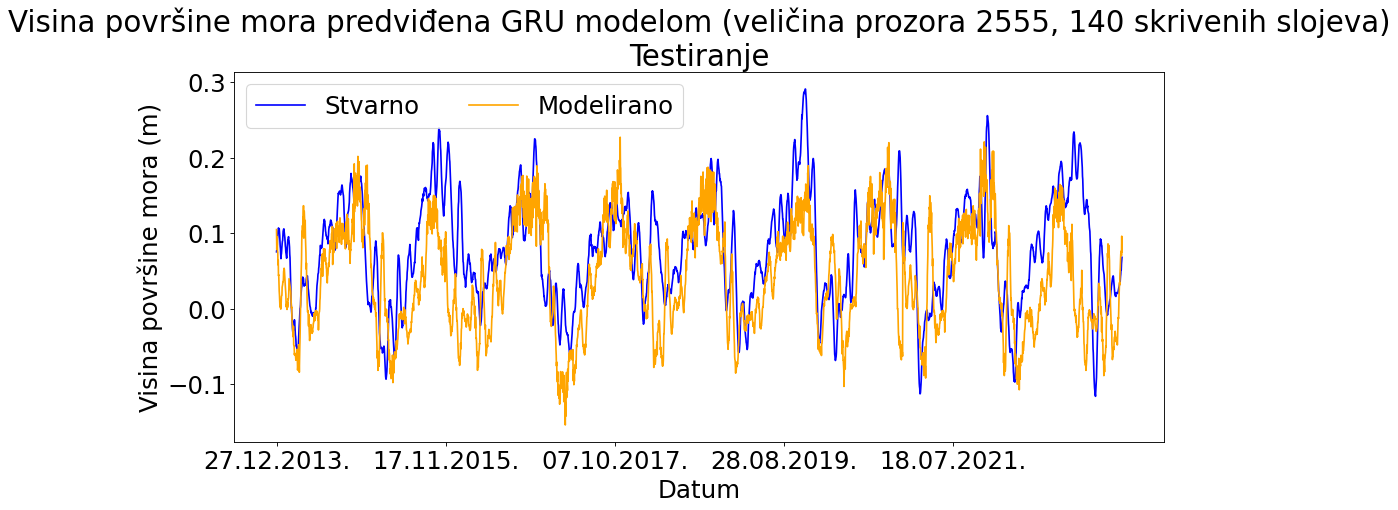 Visina površine mora predviđena GRU modelom (veličina prozora 2555, 140 skrivenih slojeva)
Testiranje
Stvarno
Modelirano
Visina površine mora (m)
0.3
0.2
0.1
0.0
−0.1
27.12.2013.
17.11.2015.
07.10.2017.
28.08.2019.
18.07.2021.
Datum